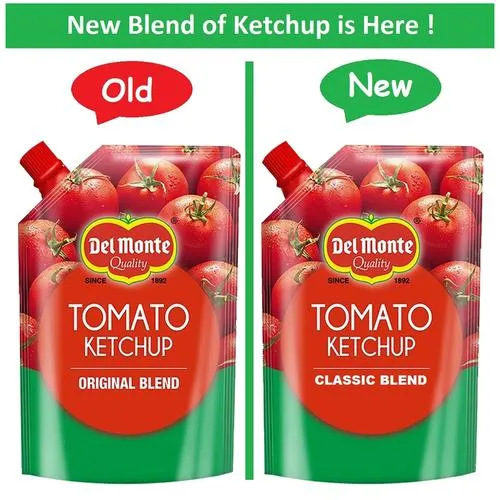 New Blend of Ketchup is Here !
Old
New
Del Monte ®
Quality
SINCE 1892
TOMATO
KETCHUP
ORIGINAL BLEND
Del Monte ®
Quality
SINCE 1892
TOMATO
KETCHUP
CLASSIC BLEND